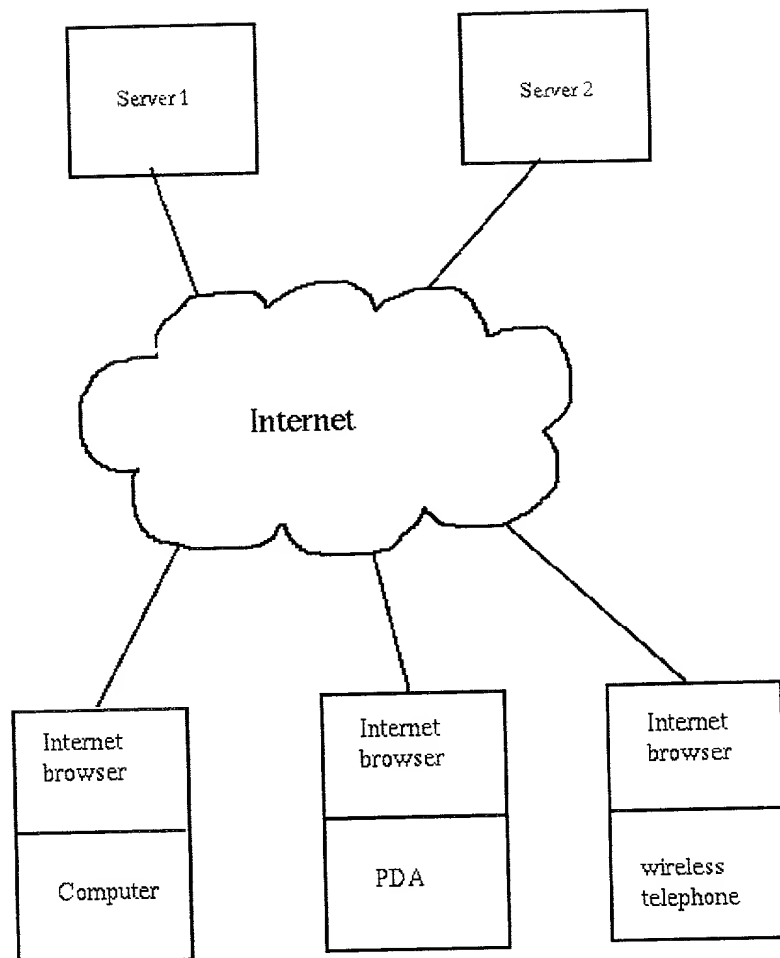 Server 1
Server 2
Internet
Internet
browser
Computer
Internet
browser
PDA
Internet
browser
wireless
telephone